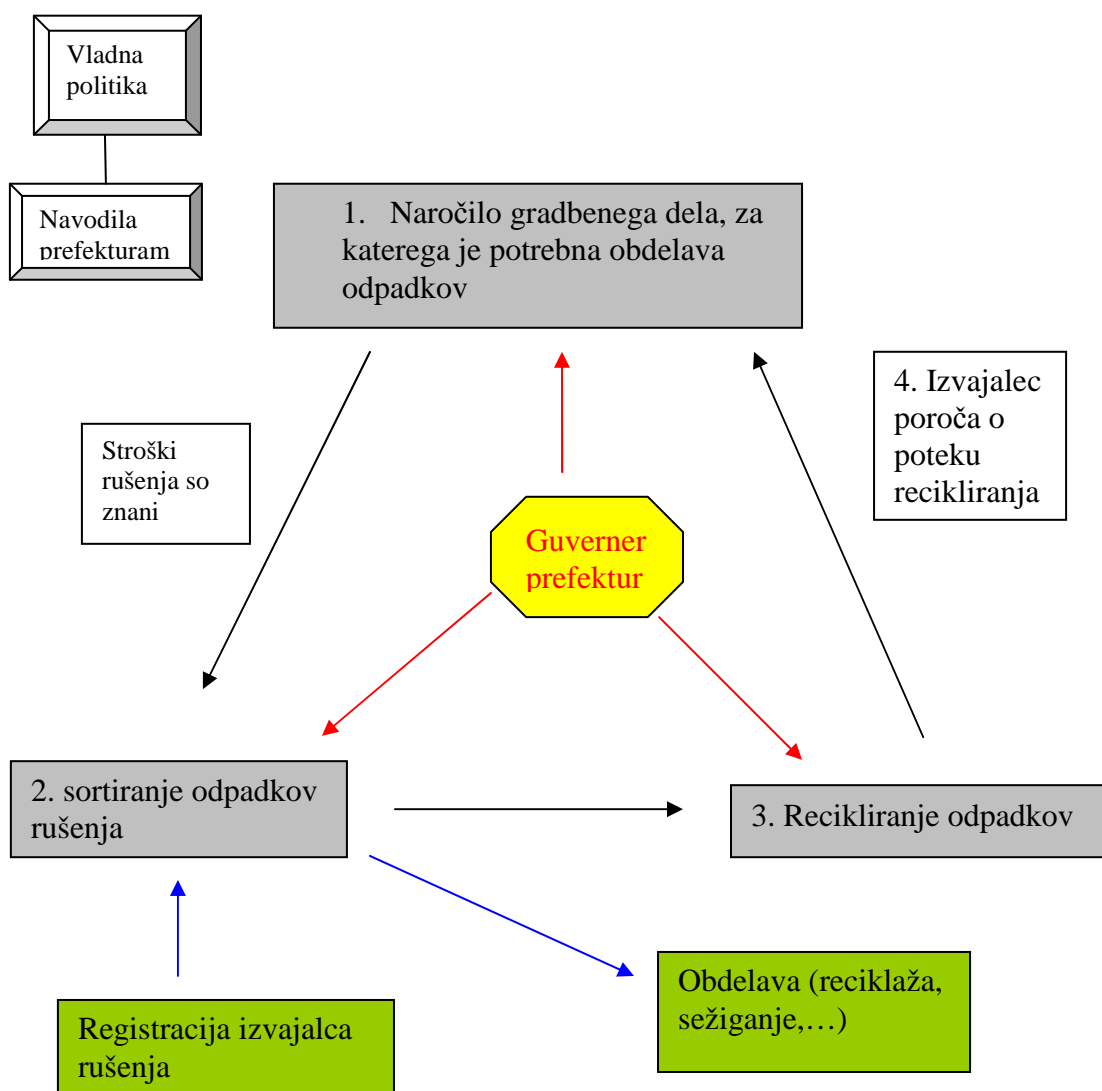 Vladna
politika
Navodila
prefekturam
1. Naročilo gradbenega dela, za
katerega je potrebna obdelava
odpadkov
Stroški
rušenja so
znani
4. Izvajalec
poroča o
poteku
recikliranja
Guverner
prefektur
2. sortiranje odpadkov
rušenja
3. Recikliranje odpadkov
Registracija izvajalca
rušenja
Obdelava (reciklaža,
sežiganje,...)